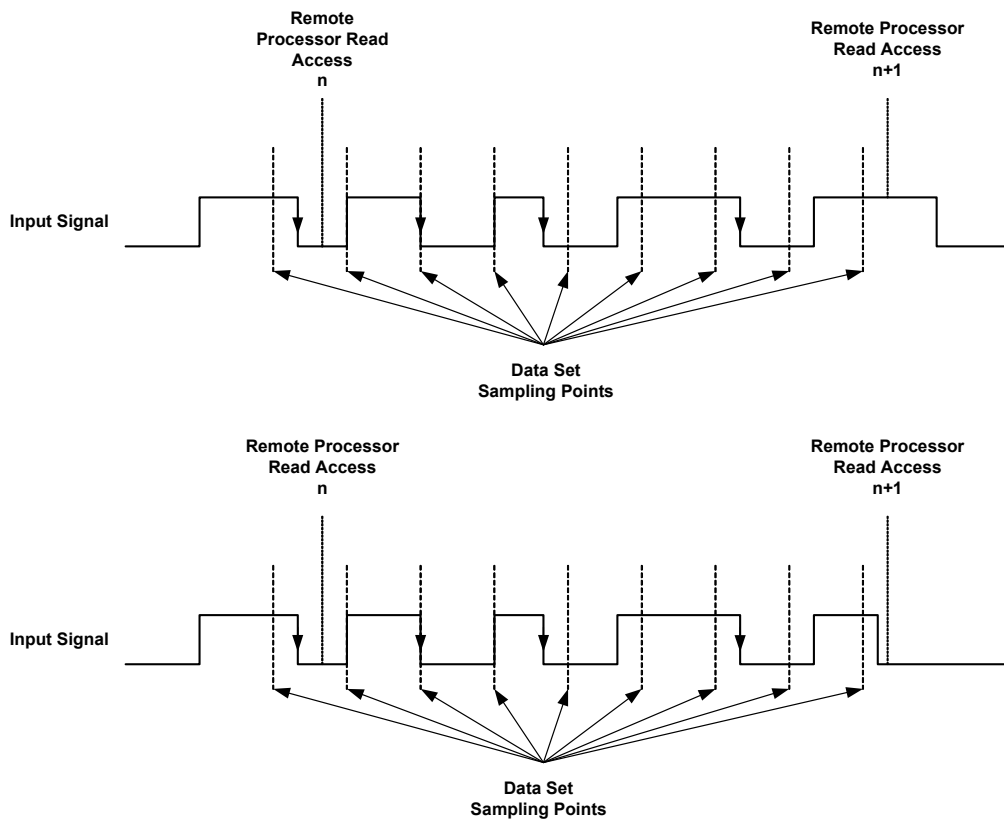 Remote
Processor Read
Access
n
Remote Processor
Read Access
n+1
Input Signal
Data Set
Sampling Points
Remote Processor
Read Access
n
Remote Processor
Read Access
n+1
Input Signal
Data Set
Sampling Points